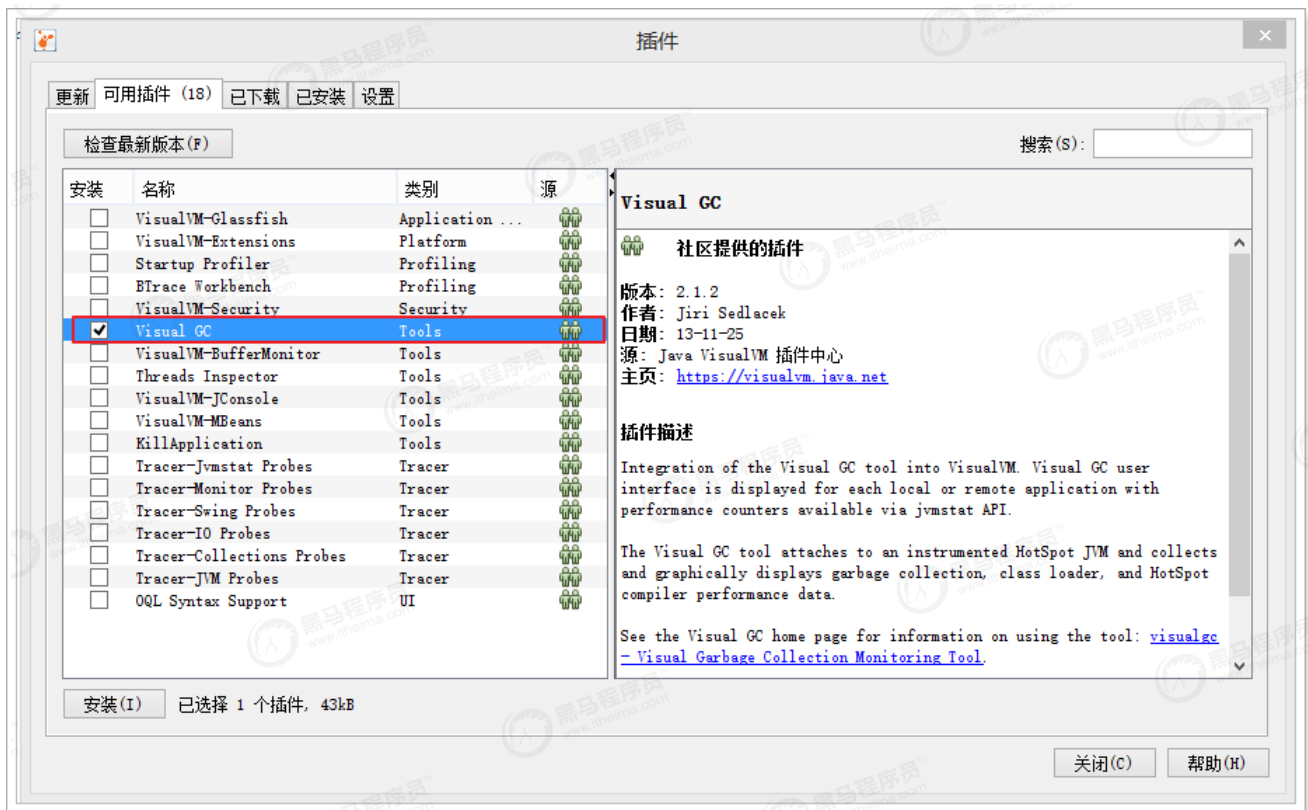 插件
更新 可用插件 (18) 已下载 已安装 设置
检查最新版本(F) 搜索(S):
安装 名称 类别 源
VisualVM-Glassfish Application ...
VisualVM-Extensions Platform
Startup Profiler Profiling
BTrace Workbench Profiling
VisualVM-Security Security
Visual GC Tools
VisualVM-BufferMonitor Tools
Threads Inspector Tools
VisualVM-JConsole Tools
VisualVM-MBeans Tools
KillApplication Tools
Tracer-Jvmstat Probes Tracer
Tracer-Monitor Probes Tracer
Tracer-Swing Probes Tracer
Tracer-IO Probes Tracer
Tracer-Collections Probes Tracer
Tracer-JVM Probes Tracer
OQL Syntax Support UI
Visual GC
社区提供的插件
版本: 2.1.2
作者: Jiri Sedlacek
日期: 13-11-25
源: Java VisualVM 插件中心
主页: https://visualvm.java.net
插件描述
Integration of the Visual GC tool into VisualVM. Visual GC user
interface is displayed for each local or remote application with
performance counters available via jvmstat API.
The Visual GC tool attaches to an instrumented HotSpot JVM and collects
and graphically displays garbage collection, class loader, and HotSpot
compiler performance data.
See the Visual GC home page for information on using the tool: visualgc
- Visual Garbage Collection Monitoring Tool.
安装(I) 已选择 1 个插件, 43kB
关闭(C) 帮助(H)
黑马程序员™
www.itheima.com